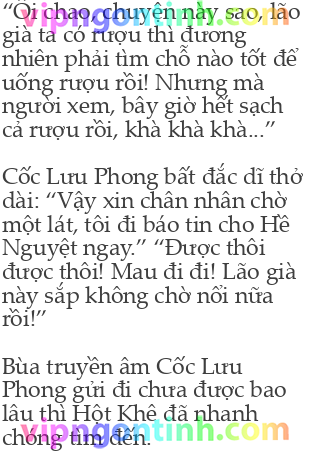 “Ôi chao, chuyện này sao, lão
già ta có rượu thì đương
nhiên phải tìm chỗ nào tốt để
uống rượu rồi! Nhưng mà
người xem, bây giờ hết sạch
cả rượu rồi, khà khà khà...”
Cốc Lưu Phong bất đắc dĩ thở
dài: “Vậy xin chân nhân chờ
một lát, tôi đi báo tin cho Hề
Nguyệt ngay.” “Được thôi
được thôi! Mau đi đi! Lão già
này sắp không chờ nổi nữa
rồi!”
Bùa truyền âm Cốc Lưu
Phong gửi đi chưa được bao
lâu thì Hột Khê đã nhanh
chóng tìm đến.
vipngontinh.com
vipngontinh.com